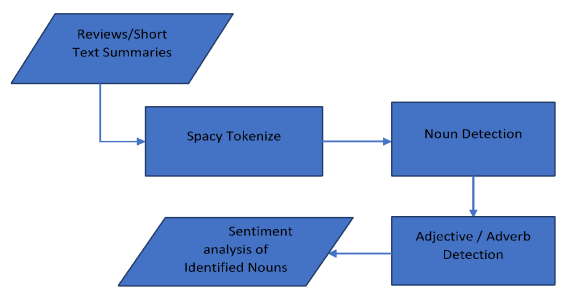 Reviews/Short
Text Summaries
Spacy Tokenize
Noun Detection
Adjective / Adverb
Detection
Sentiment
analysis of
Identified Nouns